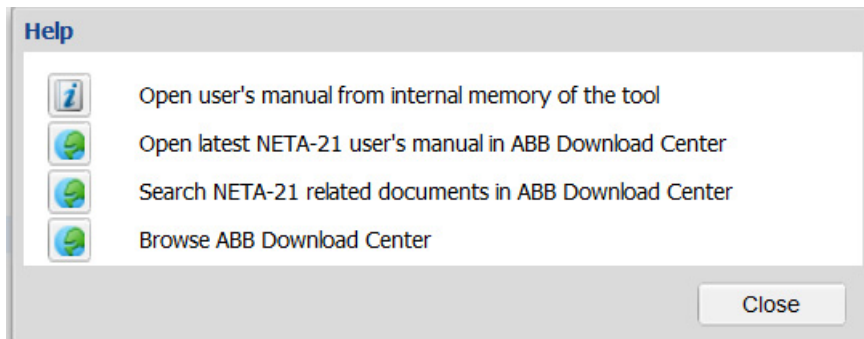 Help
Open user's manual from internal memory of the tool
Open latest NETA-21 user's manual in ABB Download Center
Search NETA-21 related documents in ABB Download Center
Browse ABB Download Center
Close